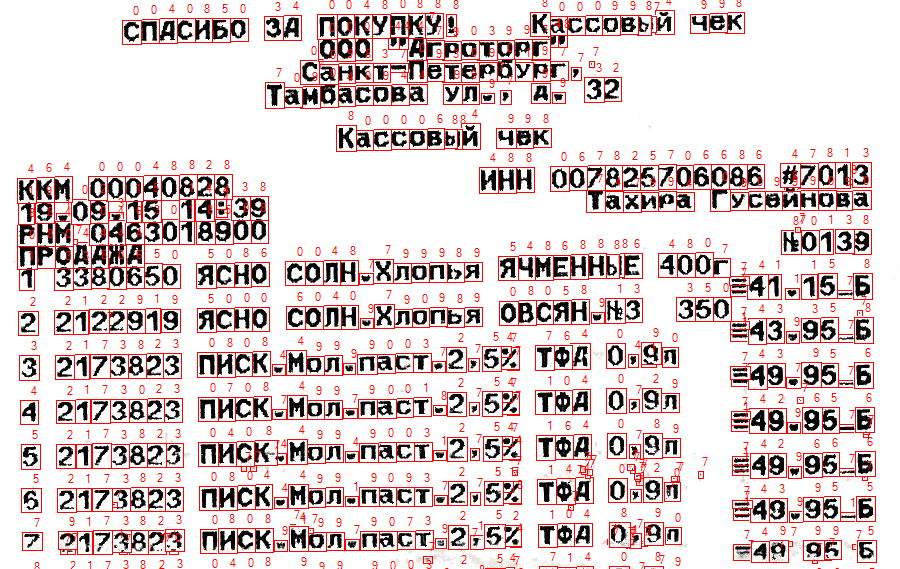 СПАСИБО ЗА ПОКУПКУ! Кассовый чек
ООО "Агроторг"
Санкт-Петербург,
Тамбасова ул., д. 32
Кассовый чек
ККМ 00040828 ИНН 007825706086 #7013
19.09.15 14:39 Тахира Гусейнова
РНМ 0463018900 №0139
ПРОДАЖА
1 3380650 ЯСНО СОЛН.Хлопья ЯЧМЕННЫЕ 400г =41.15_Б
2 2122919 ЯСНО СОЛН.Хлопья ОВСЯН.№3 350 =43.95_Б
3 2173823 ПИСК.Мол.паст.2,5% ТФА 0,9л =49.95_Б
4 2173823 ПИСК.Мол.паст.2,5% ТФА 0,9л =49.95_Б
5 2173823 ПИСК.Мол.паст.2,5% ТФА 0,9л =49.95_Б
6 2173823 ПИСК.Мол.паст.2,5% ТФА 0,9л =49.95_Б
7 2173823 ПИСК.Мол.паст.2,5% ТФА 0,9л =49.95_Б